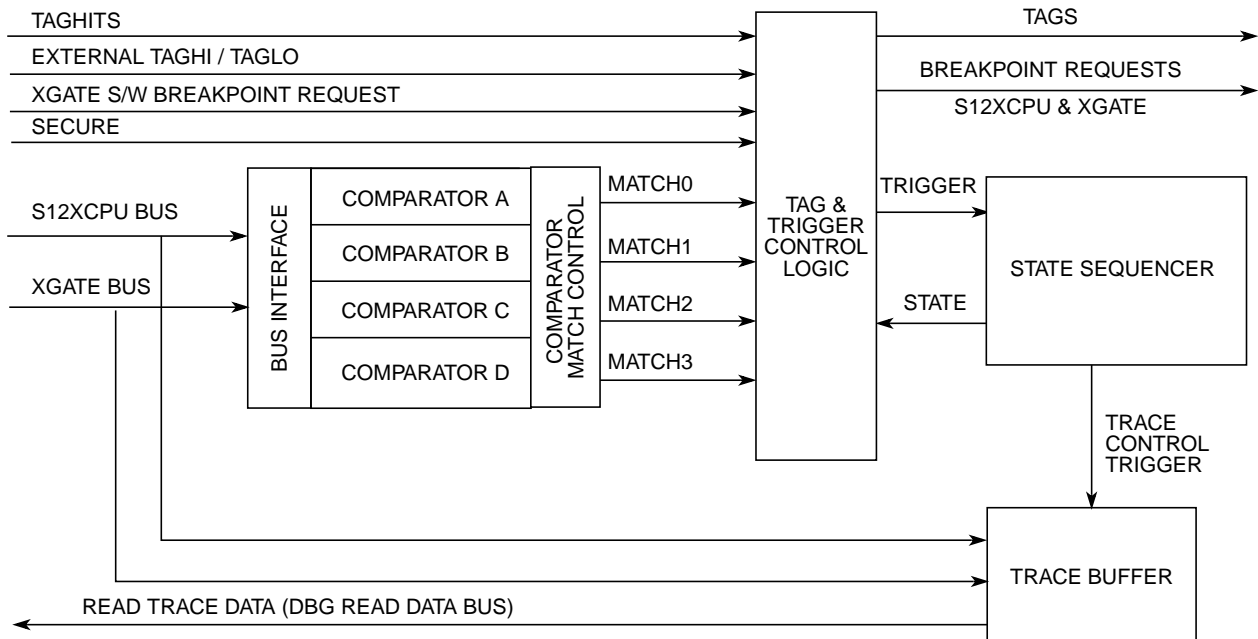 TAGHITS
TAGS
EXTERNAL TAGHI / TAGLO
BREAKPOINT REQUESTS
XGATE S/W BREAKPOINT REQUEST
S12XCPU & XGATE
SECURE
S12XCPU BUS
XGATE BUS
BUS INTERFACE
COMPARATOR A
COMPARATOR B
COMPARATOR C
COMPARATOR D
COMPARATOR
MATCH CONTROL
MATCH0
MATCH1
MATCH2
MATCH3
TAG &
TRIGGER
CONTROL
LOGIC
TRIGGER
STATE
STATE SEQUENCER
TRACE
CONTROL
TRIGGER
TRACE BUFFER
READ TRACE DATA (DBG READ DATA BUS)